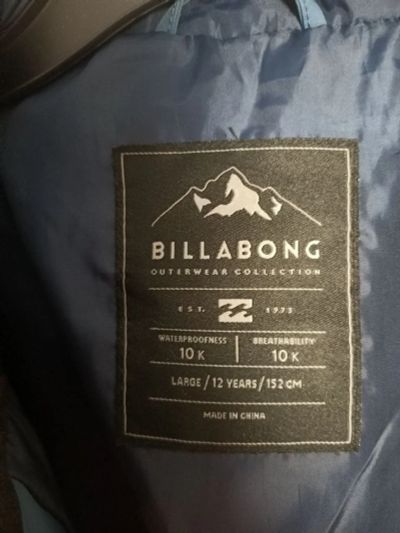 BILLABONG
OUTERWEAR COLLECTION
EST. 1973
WATERPROOFNESS BREATHABILITY
10 K 10 K
LARGE / 12 YEARS / 152 CM
MADE IN CHINA